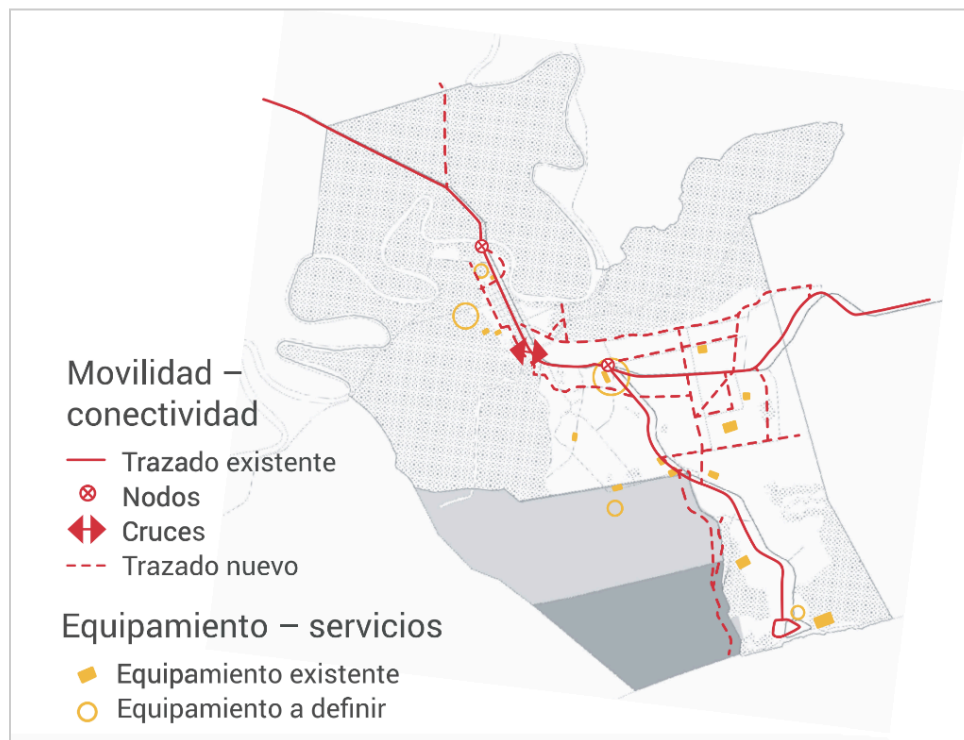 Movilidad –
conectividad
Trazado existente
Nodos
Cruces
Trazado nuevo
Equipamiento – servicios
Equipamiento existente
Equipamiento a definir